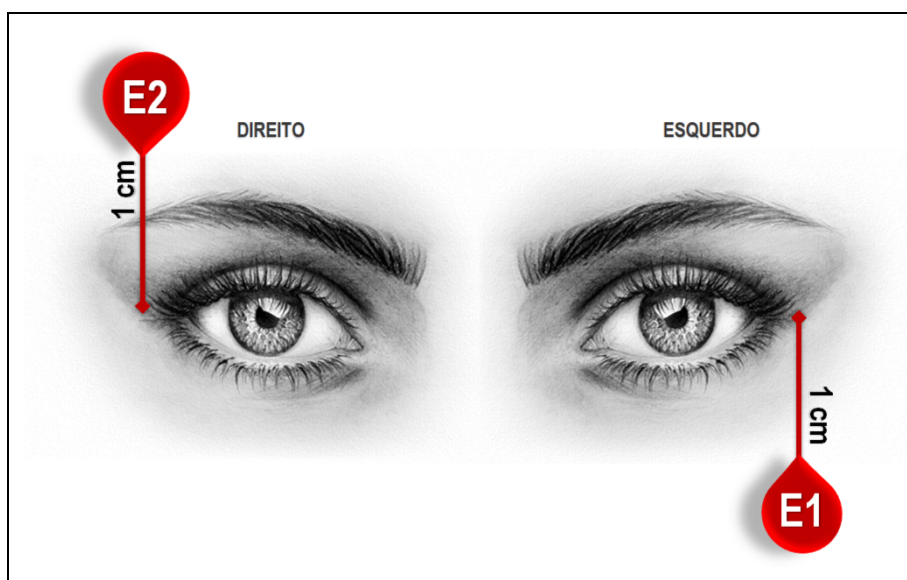 E2
DIREITO
ESQUERDO
1 cm
1 cm
E1